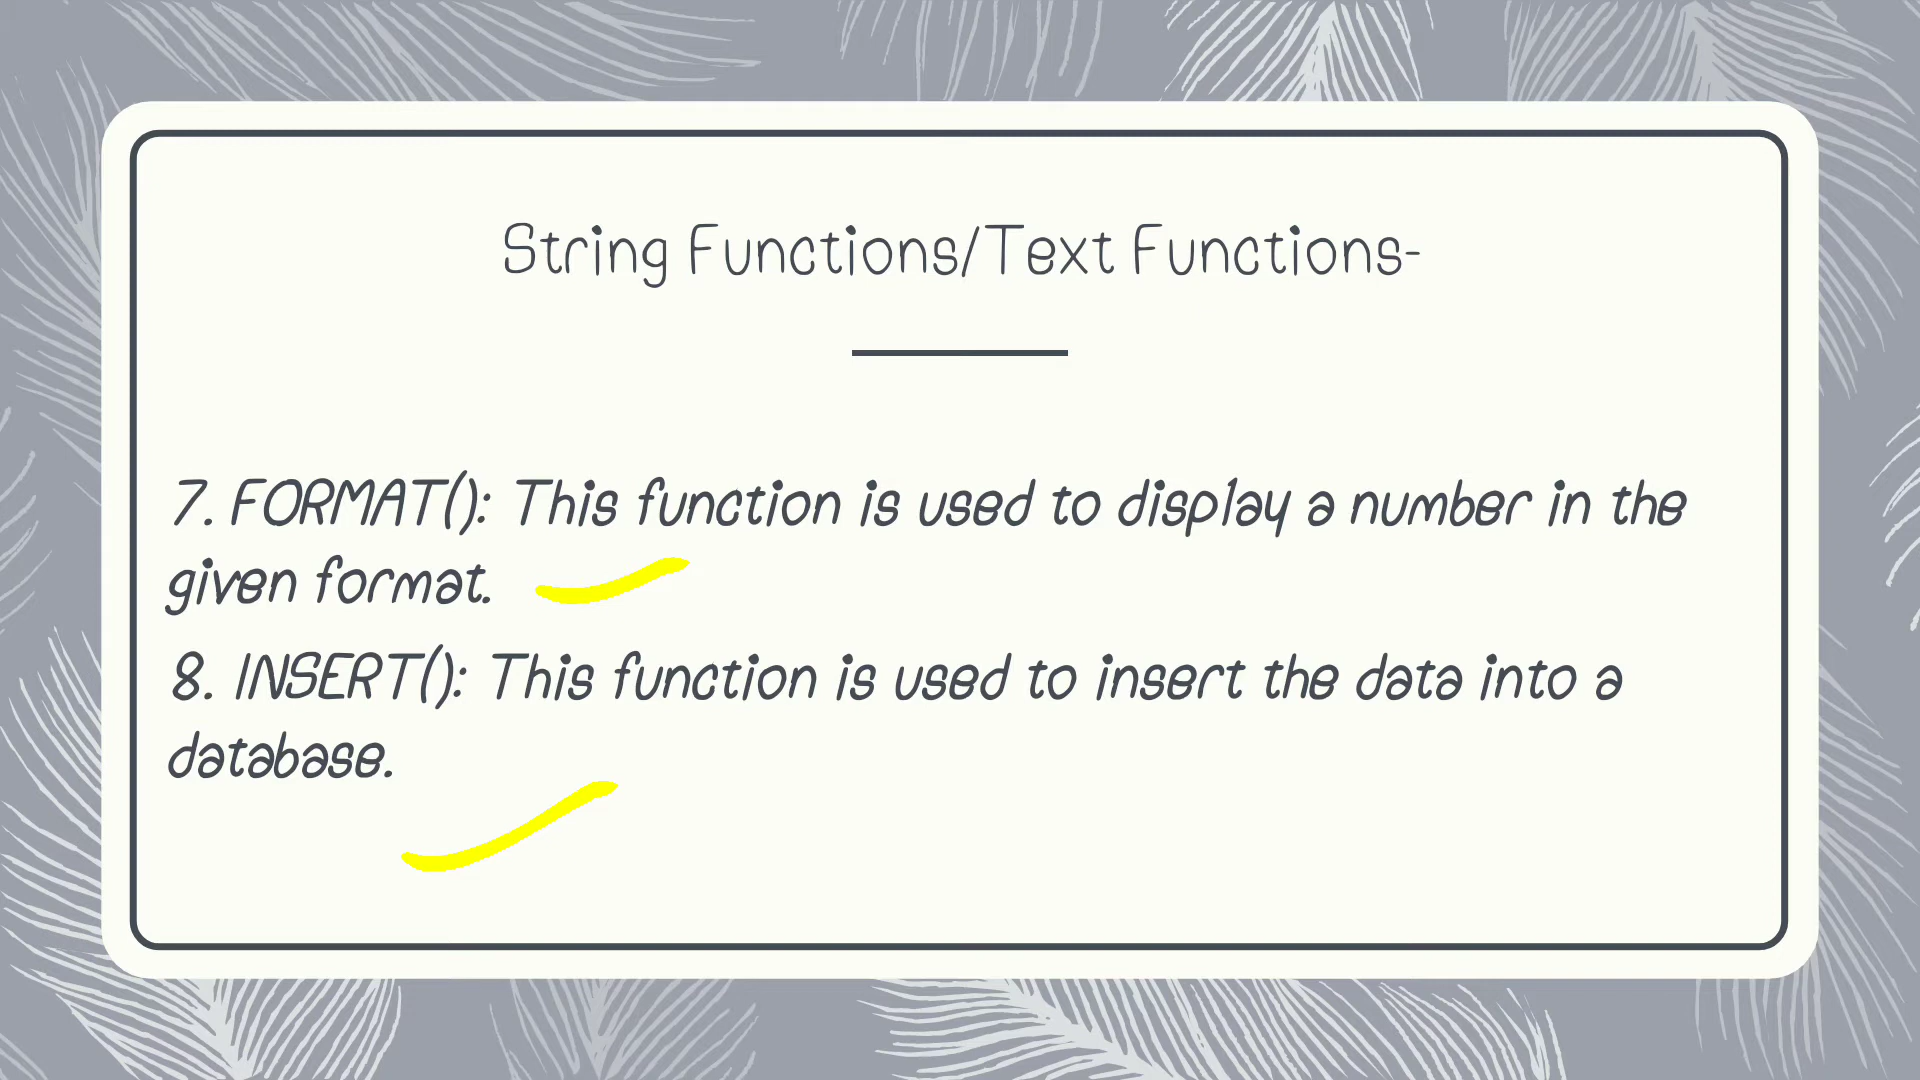 String Functions/Text Functions-
7. FORMAT(): This function is used to display a number in the
given format.
8. INSERT(): This function is used to insert the data into a
database.